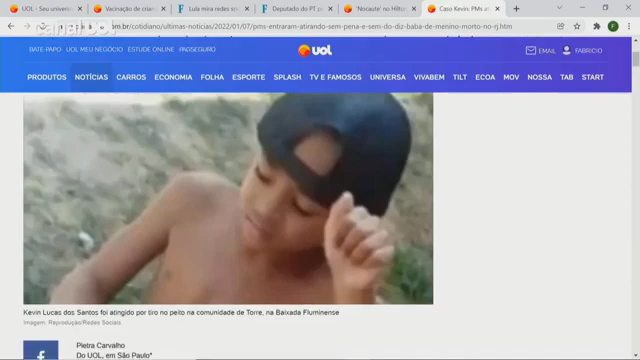 UOL - Seu univers
Vacinação de crian
Lula mira redes so
Deputado do PT p
'Nocaute' na Hilto
Caso Kevin: PMs at
om.br/cotidiano/ultimas-noticias/2022/01/07/pms-entraram-atirando-sem-pena-e-sem-do-diz-baba-de-menino-morto-no-rj.htm
BATE-PAPO UOL MEU NEGÓCIO ESTUDE ONLINE PAGSEGURO
UOL
EMAIL FABRICIO
PRODUTOS NOTÍCIAS CARROS ECONOMIA FOLHA ESPORTE SPLASH TV E FAMOSOS UNIVERSA VIVABEM TILT ECOA MOV NOSSA TAB START
Kevin Lucas dos Santos foi atingido por tiro no peito na comunidade de Torre, na Baixada Fluminense
Imagem: Reprodução/Redes Sociais.
Pietra Carvalho
Do UOL, em São Paulo*